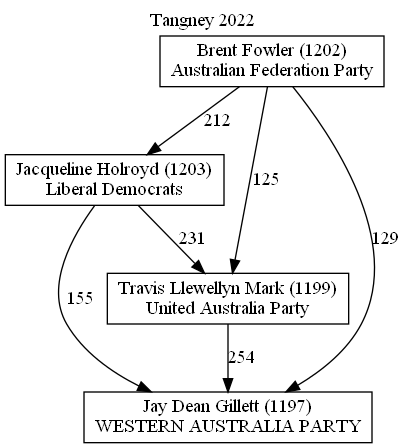 Tangney 2022
Brent Fowler (1202)
Australian Federation Party
212
Jacqueline Holroyd (1203)
Liberal Democrats
125
129
231
155
Travis Llewellyn Mark (1199)
United Australia Party
254
Jay Dean Gillett (1197)
WESTERN AUSTRALIA PARTY